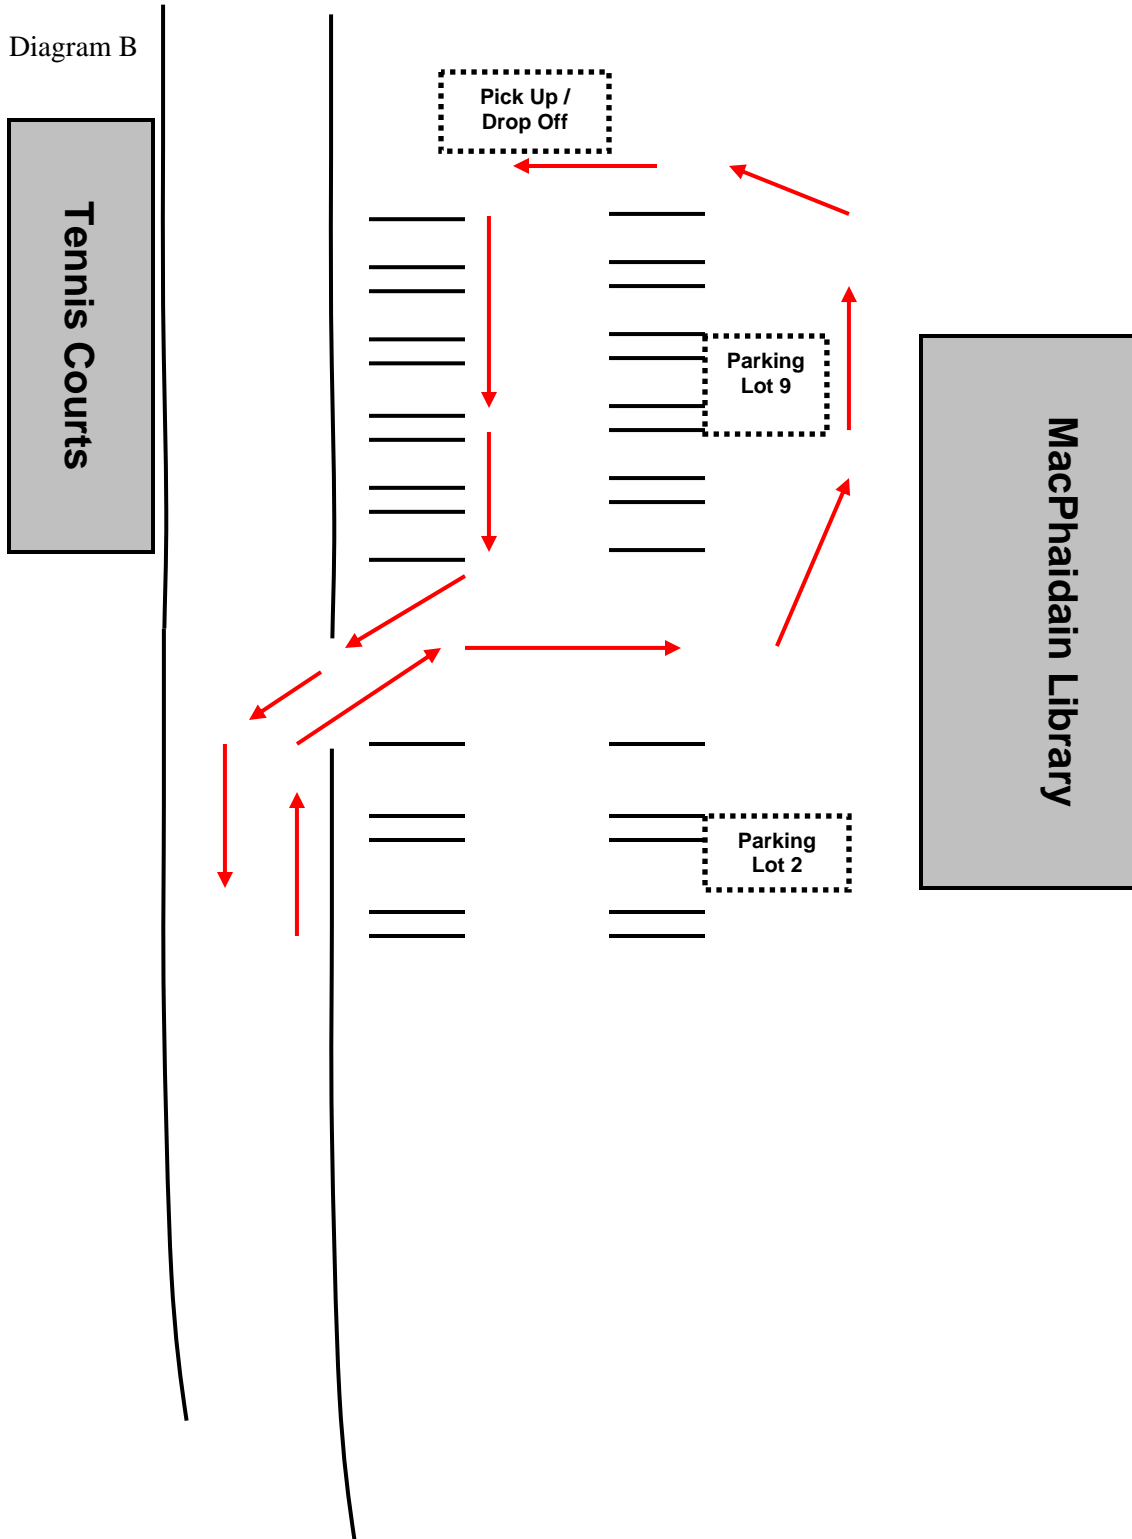 Diagram B
Pick Up /
Drop Off
Tennis Courts
Parking
Lot 9
MacPhaidain Library
Parking
Lot 2